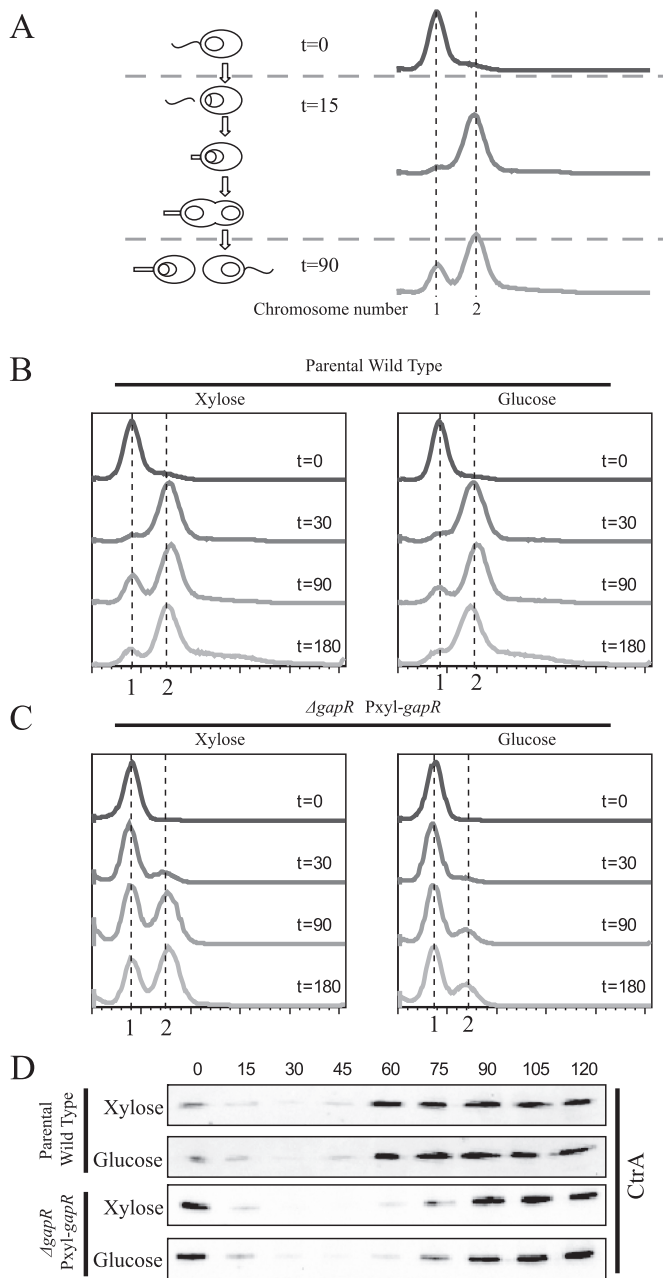 A
t=0
t=15
t=90
Chromosome number 1 2
B
Parental Wild Type
Xylose Glucose
t=0 t=0
t=30 t=30
t=90 t=90
t=180 t=180
1 2 1 2
C
ΔgapR Pxyl-gapR
Xylose Glucose
t=0 t=0
t=30 t=30
t=90 t=90
t=180 t=180
1 2 1 2
D
0 15 30 45 60 75 90 105 120
Parental
Wild Type
Xylose
Glucose
ΔgapR
Pxyl-gapR
Xylose
Glucose
CtrA